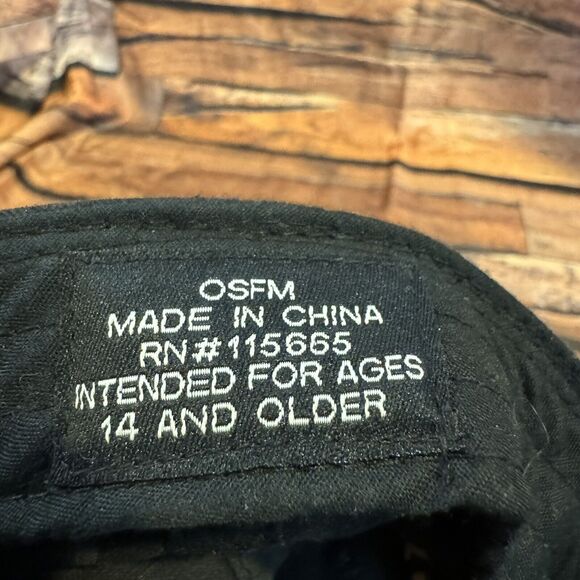 OSFM
MADE IN CHINA
RN#115665
INTENDED FOR AGES
14 AND OLDER